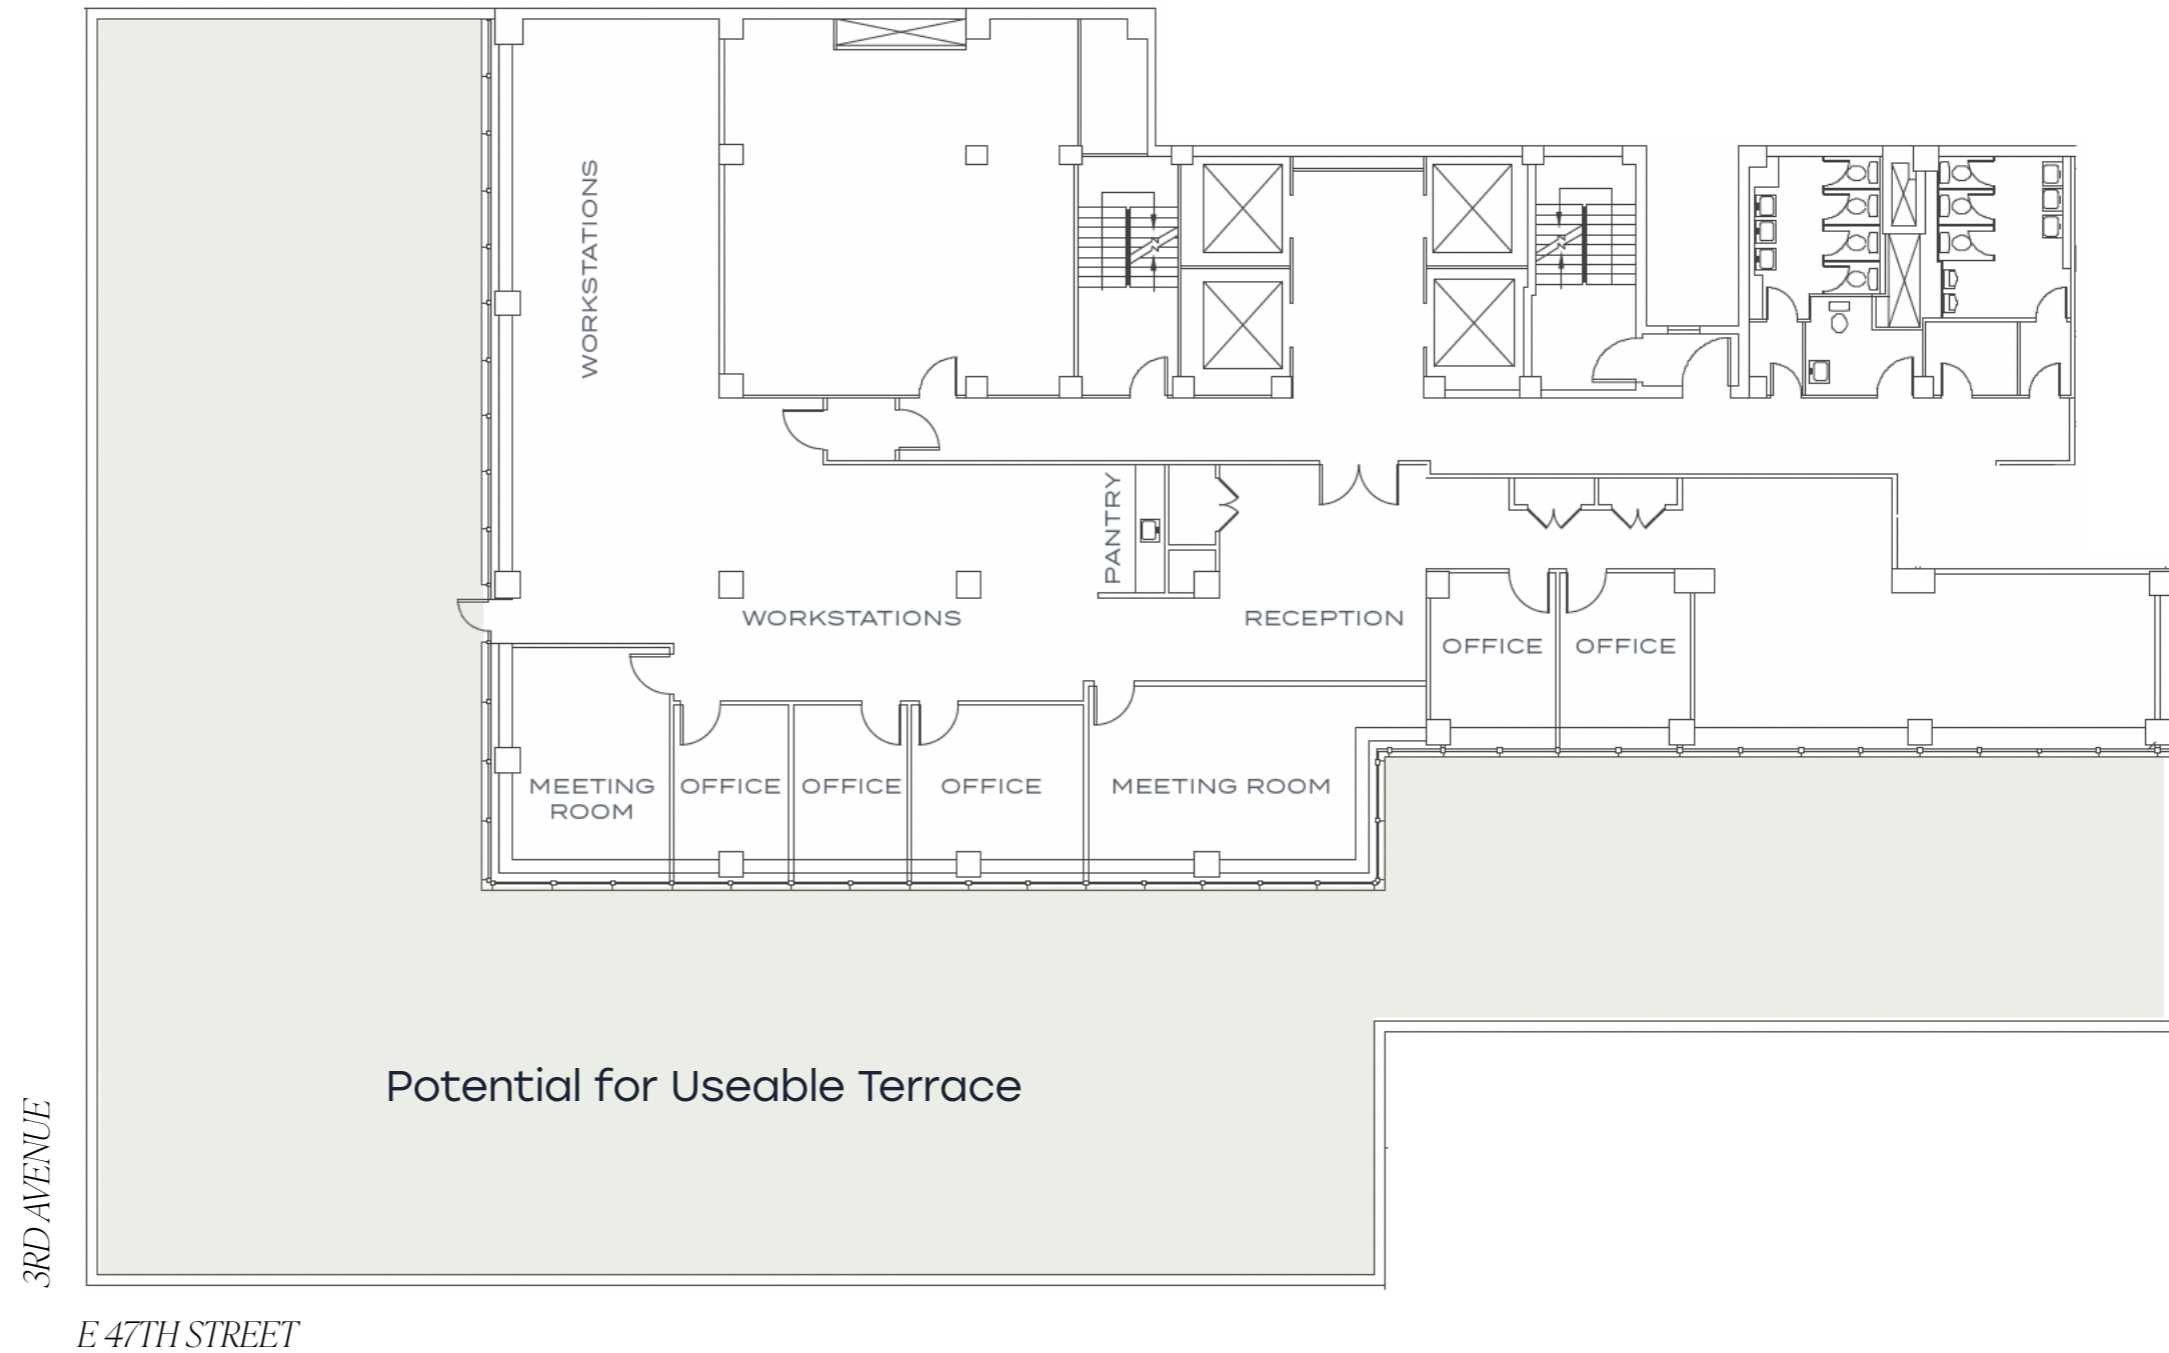 WORKSTATIONS
PANTRY
WORKSTATIONS
RECEPTION
OFFICE
OFFICE
MEETING
ROOM
OFFICE
OFFICE
OFFICE
MEETING ROOM
Potential for Useable Terrace
3RD AVENUE
E 47TH STREET